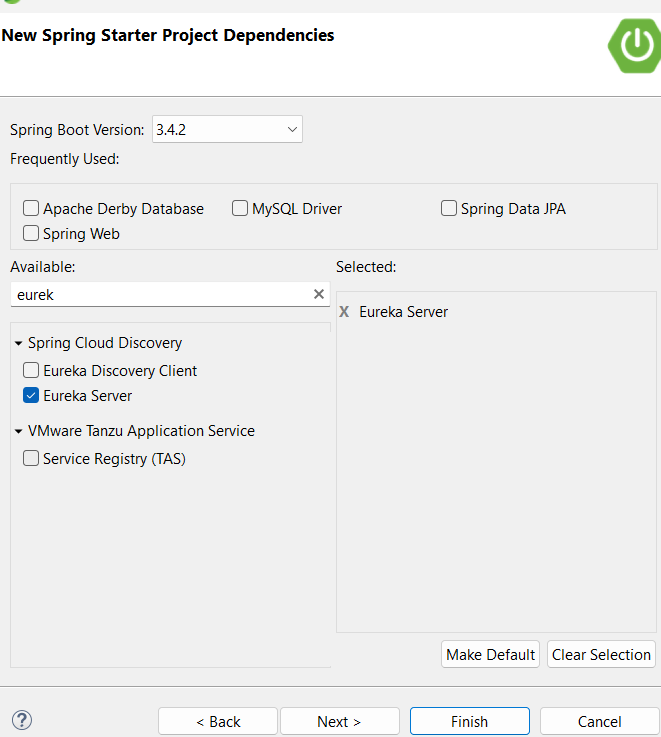 New Spring Starter Project Dependencies
Spring Boot Version: 3.4.2
Frequently Used:
Apache Derby Database MySQL Driver Spring Data JPA
Spring Web
Available: Selected:
eurek
X Eureka Server
Spring Cloud Discovery
Eureka Discovery Client
Eureka Server
VMware Tanzu Application Service
Service Registry (TAS)
Make Default Clear Selection
? < Back Next > Finish Cancel